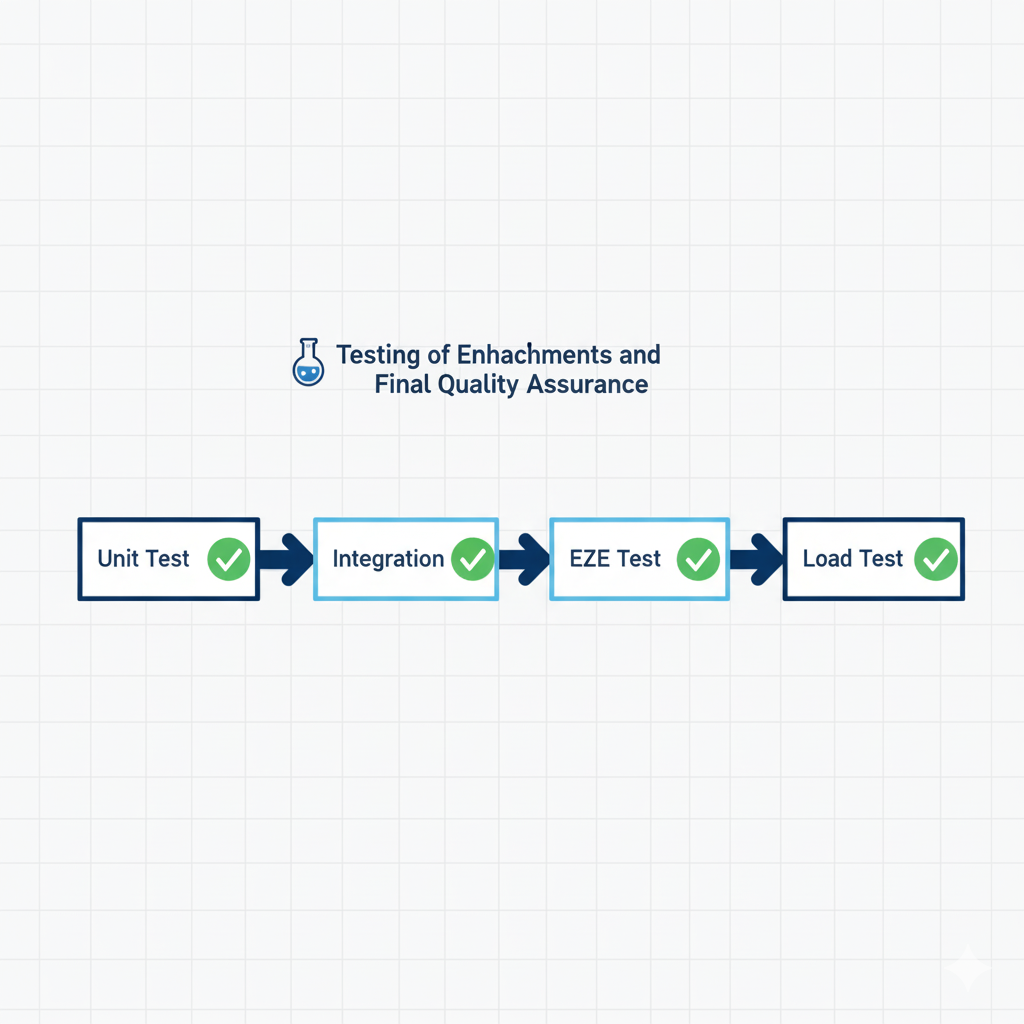 Testing of Enhachments and
Final Quality Assurance
Unit Test
Integration
EZE Test
Load Test